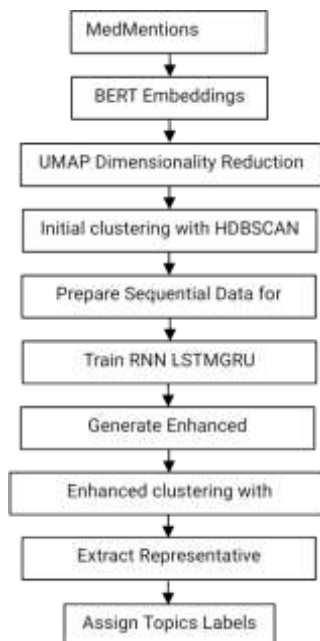 MedMentions
BERT Embeddings
UMAP Dimensionality Reduction
Initial clustering with HDBSCAN
Prepare Sequential Data for
Train RNN LSTMGRU
Generate Enhanced
Enhanced clustering with
Extract Representative
Assign Topics Labels